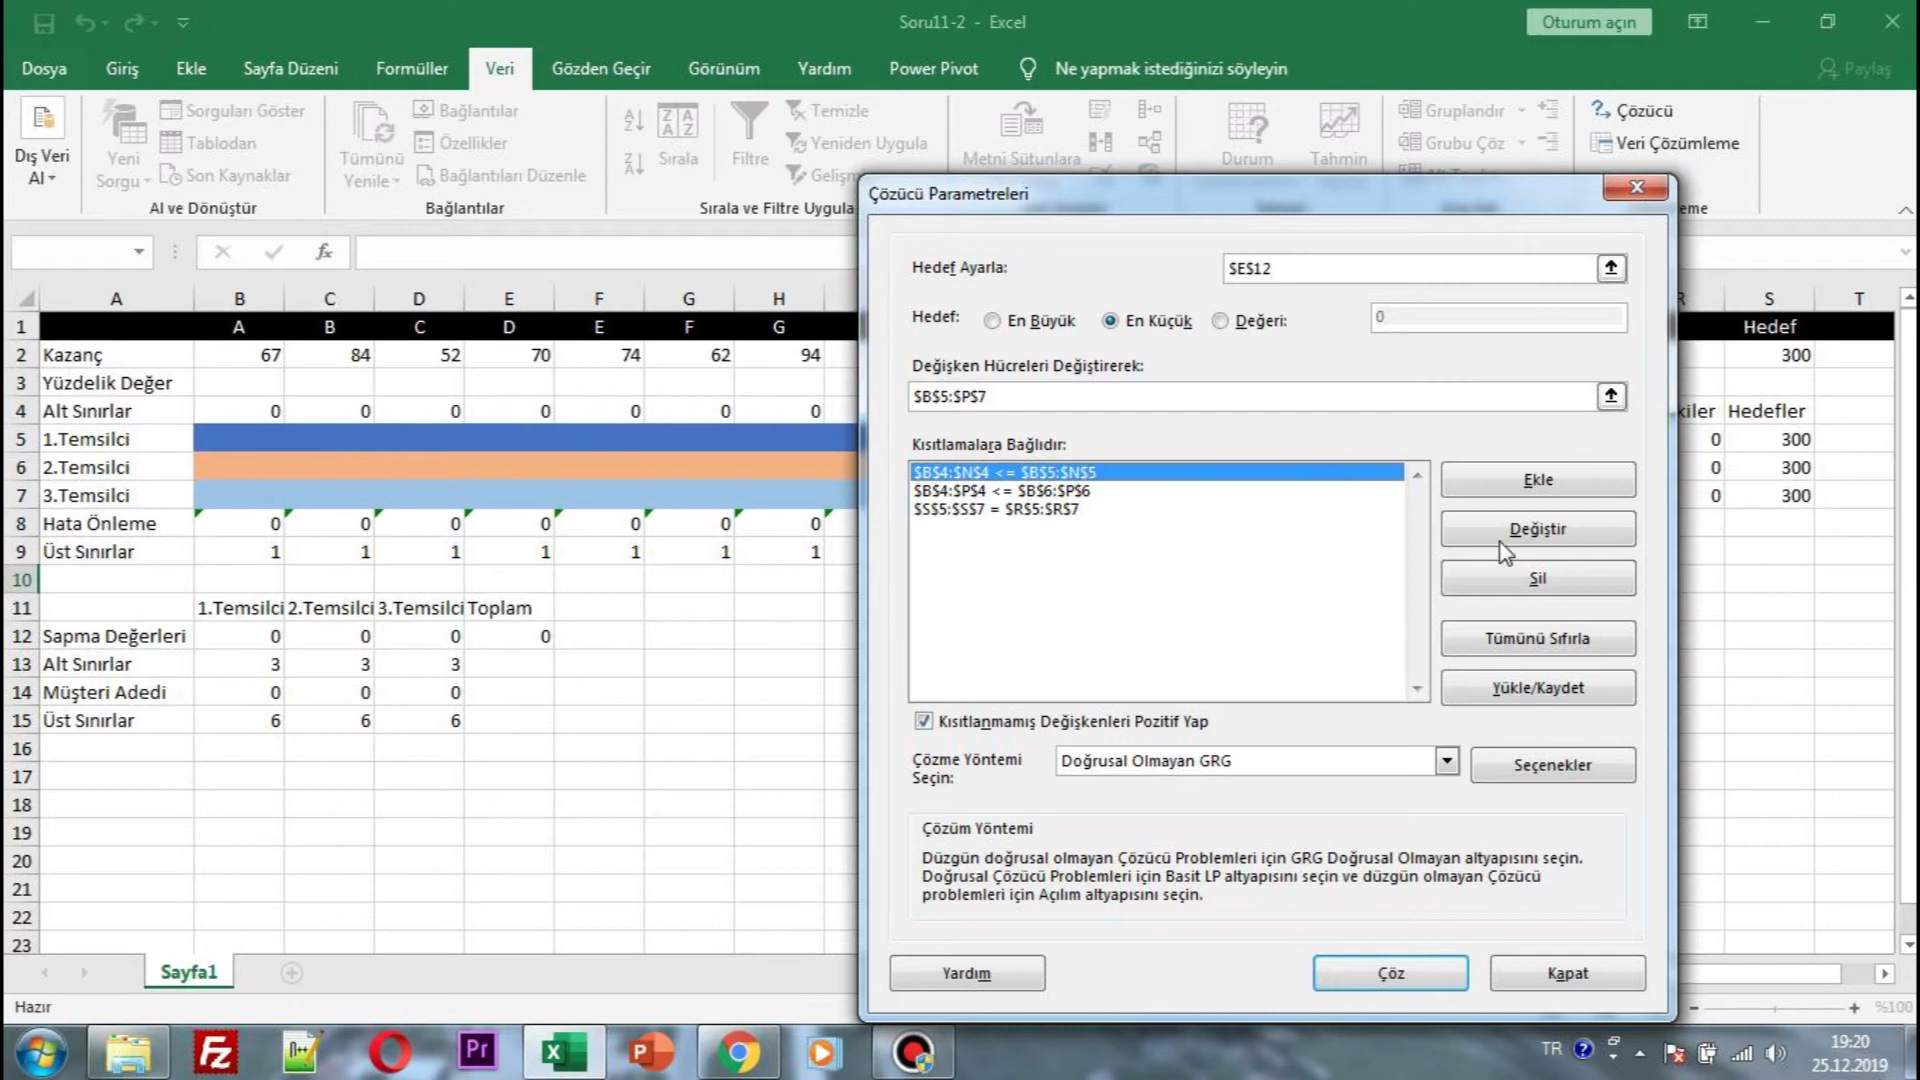 Soru11-2 - Excel
Oturum açın
Dosya Giriş Ekle Sayfa Düzeni Formüller Veri Gözden Geçir Görünüm Yardım Power Pivot Ne yapmak istediğinizi söyleyin Paylaş
Dış Veri Al
Yeni Sorgu
Sorguları Göster
Tablodan
Son Kaynaklar
Al ve Dönüştür
Tümünü Yenile
Bağlantılar
Özellikler
Bağlantıları Düzenle
Bağlantılar
Sırala
Filtre
Temizle
Yeniden Uygula
Sırala ve Filtre Uygula
Metni Sütunlara
Durum
Tahmin
Gruplandır
Grubu Çöz
Çözücü
Veri Çözümleme
A B C D E F G H S T
1 A B C D E F G Hedef
2 Kazanç 67 84 52 70 74 62 94 300
3 Yüzdelik Değer
4 Alt Sınırlar 0 0 0 0 0 0 0 Hedefler
5 1.Temsilci 0 300
6 2.Temsilci 0 300
7 3.Temsilci 0 300
8 Hata Önleme 0 0 0 0 0 0 0
9 Üst Sınırlar 1 1 1 1 1 1 1
10
11 1.Temsilci 2.Temsilci 3.Temsilci Toplam
12 Sapma Değerleri 0 0 0 0
13 Alt Sınırlar 3 3 3
14 Müşteri Adedi 0 0 0
15 Üst Sınırlar 6 6 6
16
17
18
19
20
21
22
23
Sayfa1
Hazır
%100
Çözücü Parametreleri
Hedef Ayarla: $E$12
Hedef: En Büyük En Küçük Değeri: 0
Değişken Hücreleri Değiştirerek:
$B$5:$P$7
Kısıtlamalara Bağlıdır:
$B$4:$N$4 <= $B$5:$N$5
$B$4:$P$4 <= $B$6:$P$6
$S$5:$S$7 = $R$5:$R$7
Ekle
Değiştir
Sil
Tümünü Sıfırla
Yükle/Kaydet
Kısıtlanmamış Değişkenleri Pozitif Yap
Çözme Yöntemi Seçin: Doğrusal Olmayan GRG Seçenekler
Çözüm Yöntemi
Düzgün doğrusal olmayan Çözücü Problemleri için GRG Doğrusal Olmayan altyapısını seçin.
Doğrusal Çözücü Problemleri için Basit LP altyapısını seçin ve düzgün olmayan Çözücü
problemleri için Açılım altyapısını seçin.
Yardım Çöz Kapat
Pr
TR
19:20
25.12.2019